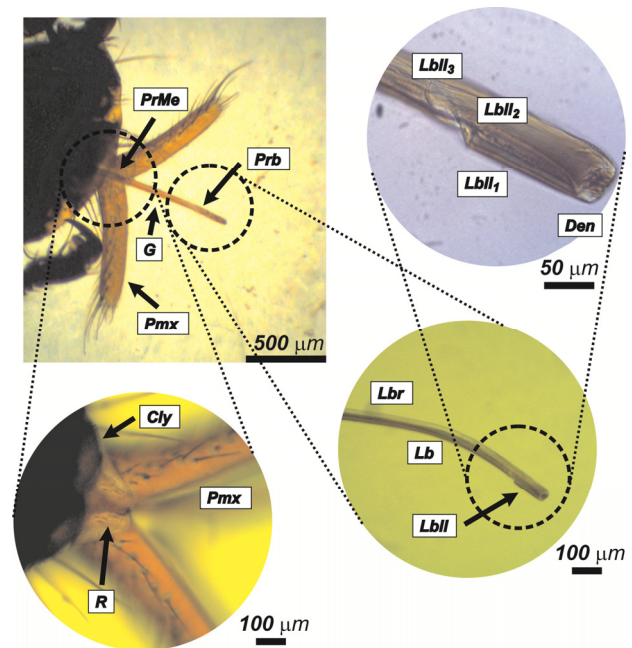 PrMe
Prb
G
Pmx
500 µm
Lbll3
Lbll2
Lbll1
Den
50 µm
Cly
Pmx
R
100 µm
Lbr
Lb
Lbll
100 µm